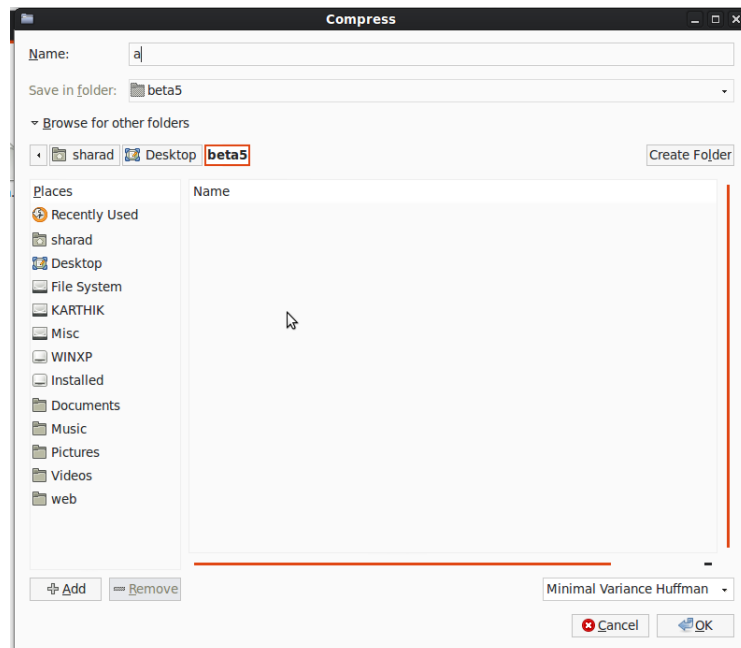 Compress
Name: a
Save in folder: beta5
Browse for other folders
sharad Desktop beta5 Create Folder
Places Name
Recently Used
sharad
Desktop
File System
KARTHIK
Misc
WINXP
Installed
Documents
Music
Pictures
Videos
web
Add Remove Minimal Variance Huffman
Cancel OK